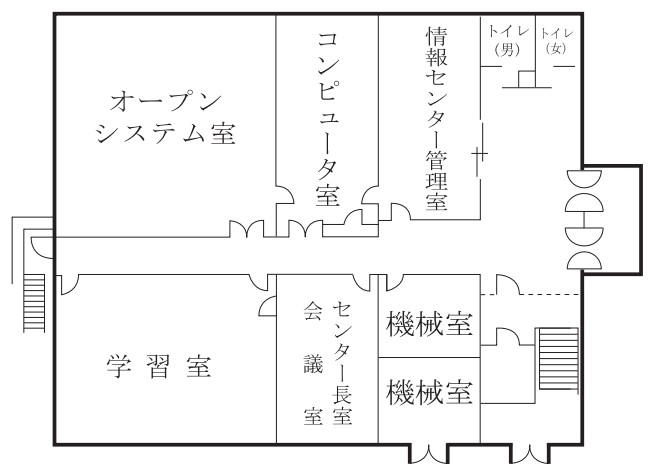 オープン
システム室
コンピュータ室
情報センター管理室
トイレ
(男)
トイレ
(女)
学習室
センター長室
会議室
機械室
機械室